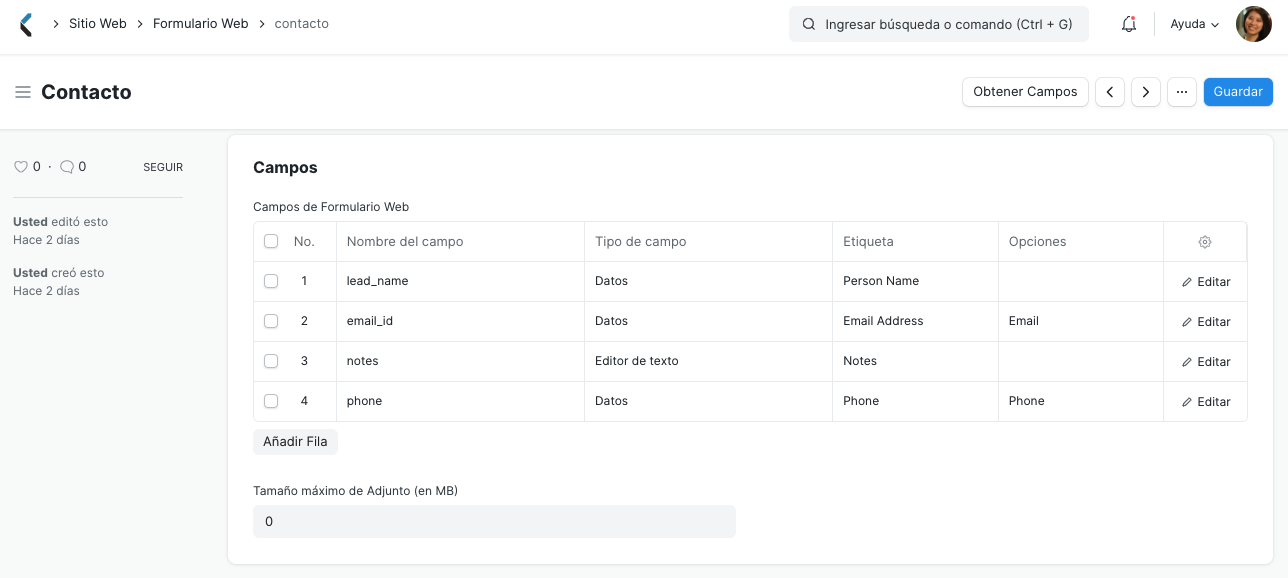 Sitio Web
Formulario Web
contacto
Ingresar búsqueda o comando (Ctrl + G)
Ayuda
Contacto
Obtener Campos
Guardar
0 · 0
SEGUIR
Usted editó esto
Hace 2 días
Usted creó esto
Hace 2 días
Campos
Campos de Formulario Web
No. Nombre del campo Tipo de campo Etiqueta Opciones
1 lead_name Datos Person Name Editar
2 email_id Datos Email Address Email Editar
3 notes Editor de texto Notes Editar
4 phone Datos Phone Phone Editar
Añadir Fila
Tamaño máximo de Adjunto (en MB)
0